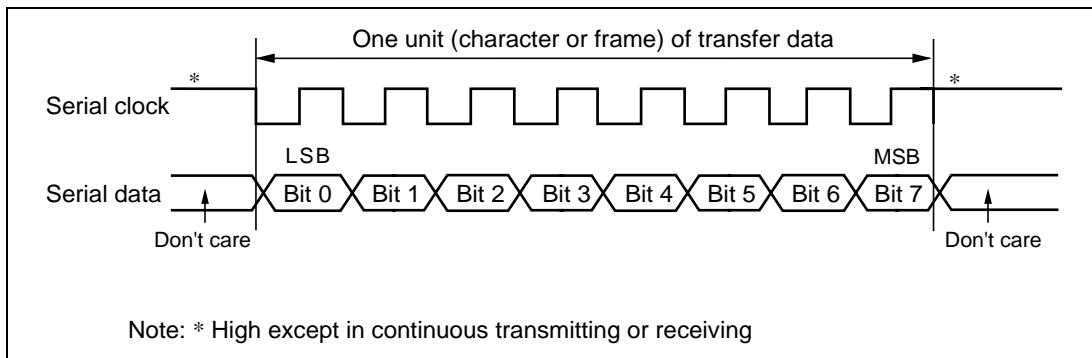 One unit (character or frame) of transfer data
* *
Serial clock
LSB MSB
Serial data Bit 0 Bit 1 Bit 2 Bit 3 Bit 4 Bit 5 Bit 6 Bit 7
Don't care Don't care
Note: * High except in continuous transmitting or receiving